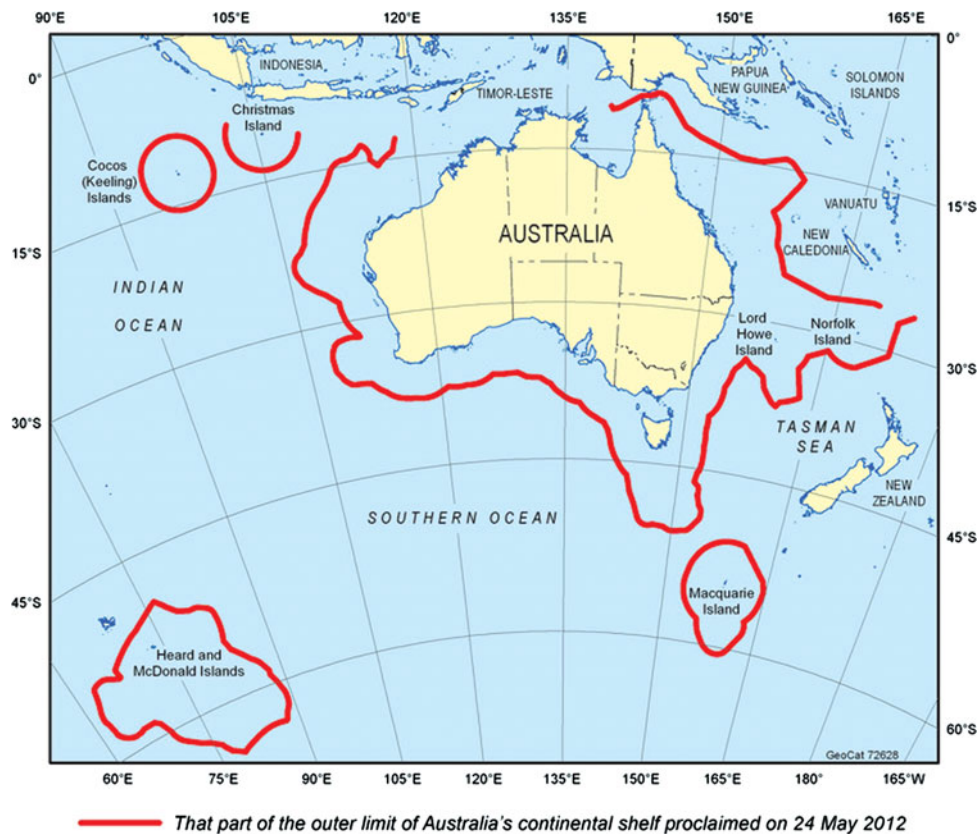 90°E 105°E 120°E 135°E 150°E 165°E
0° 0°
INDONESIA
PAPUA
NEW GUINEA
SOLOMON
ISLANDS
TIMOR-LESTE
Christmas
Island
Cocos
(Keeling)
Islands
15°S
VANUATU
NEW
CALEDONIA
AUSTRALIA
15°S
INDIAN
OCEAN
Lord
Howe
Island
Norfolk
Island
30°S
30°S
TASMAN
SEA
NEW
ZEALAND
SOUTHERN OCEAN
45°S
45°S
Macquarie
Island
Heard and
McDonald Islands
60°S
GeoCat 72628
60°E 75°E 90°E 105°E 120°E 135°E 150°E 165°E 180° 165°W
That part of the outer limit of Australia's continental shelf proclaimed on 24 May 2012